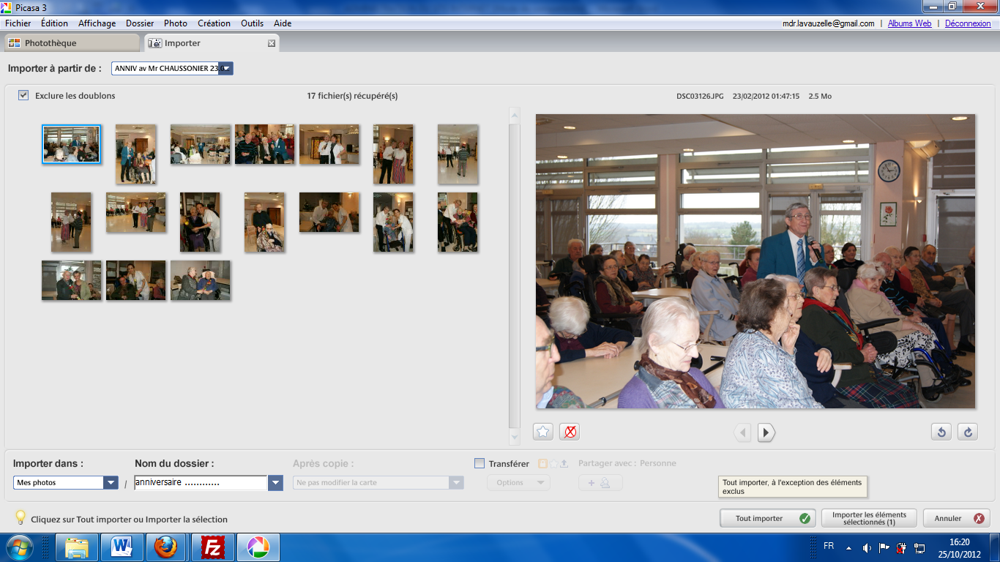 Picasa 3
Fichier Édition Affichage Dossier Photo Création Outils Aide
mdr.lavauzelle@gmail.com | Albums Web | Déconnexion
Photothèque Importer
Importer à partir de : ANNIV av Mr CHAUSSONIER 23.0
Exclure les doublons 17 fichier(s) récupéré(s) DSC03126.JPG 23/02/2012 01:47:15 2.5 Mo
Importer dans : Nom du dossier : Après copie : Transférer Partager avec : Personne
Mes photos / anniversaire ............ Ne pas modifier la carte Options
Tout importer, à l'exception des éléments
exclus
Cliquez sur Tout importer ou Importer la sélection
Tout importer
Importer les éléments
sélectionnés (1)
Annuler
W Fz FR 16:20
25/10/2012